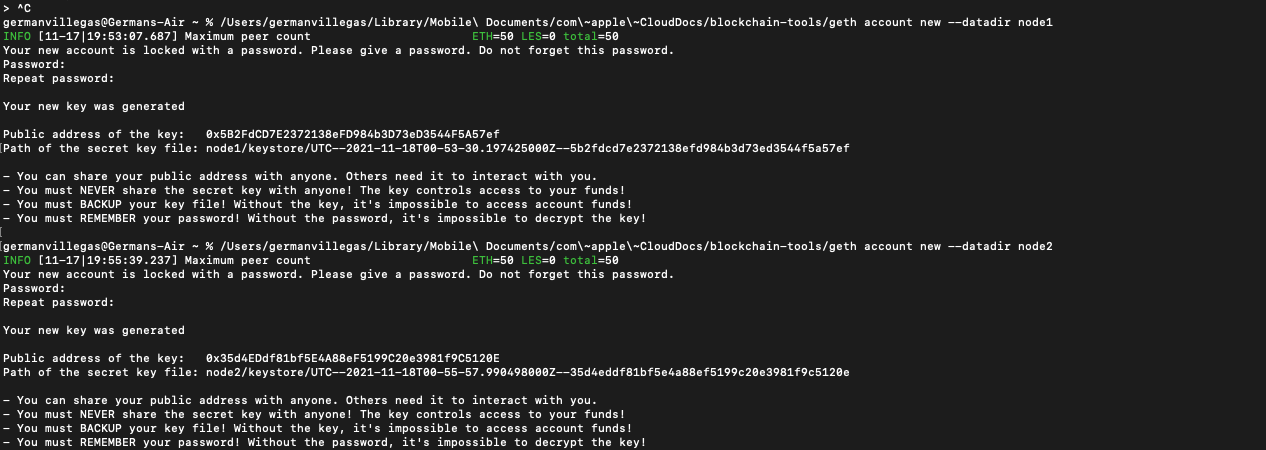 > ^C
germanvillegas@Germans-Air ~ % /Users/germanvillegas/Library/Mobile\ Documents/com\~apple\~CloudDocs/blockchain-tools/geth account new --datadir node1
INFO [11-17|19:53:07.687] Maximum peer count ETH=50 LES=0 total=50
Your new account is locked with a password. Please give a password. Do not forget this password.
Password:
Repeat password:
Your new key was generated
Public address of the key: 0x5B2FdCD7E2372138eFD984b3D73eD3544F5A57ef
Path of the secret key file: node1/keystore/UTC--2021-11-18T00-53-30.197425000Z--5b2fdcd7e2372138efd984b3d73ed3544f5a57ef
- You can share your public address with anyone. Others need it to interact with you.
- You must NEVER share the secret key with anyone! The key controls access to your funds!
- You must BACKUP your key file! Without the key, it's impossible to access account funds!
- You must REMEMBER your password! Without the password, it's impossible to decrypt the key!
germanvillegas@Germans-Air ~ % /Users/germanvillegas/Library/Mobile\ Documents/com\~apple\~CloudDocs/blockchain-tools/geth account new --datadir node2
INFO [11-17|19:55:39.237] Maximum peer count ETH=50 LES=0 total=50
Your new account is locked with a password. Please give a password. Do not forget this password.
Password:
Repeat password:
Your new key was generated
Public address of the key: 0x35d4EDdf81bf5E4A88eF5199C20e3981f9C5120E
Path of the secret key file: node2/keystore/UTC--2021-11-18T00-55-57.990498000Z--35d4eddf81bf5e4a88ef5199c20e3981f9c5120e
- You can share your public address with anyone. Others need it to interact with you.
- You must NEVER share the secret key with anyone! The key controls access to your funds!
- You must BACKUP your key file! Without the key, it's impossible to access account funds!
- You must REMEMBER your password! Without the password, it's impossible to decrypt the key!